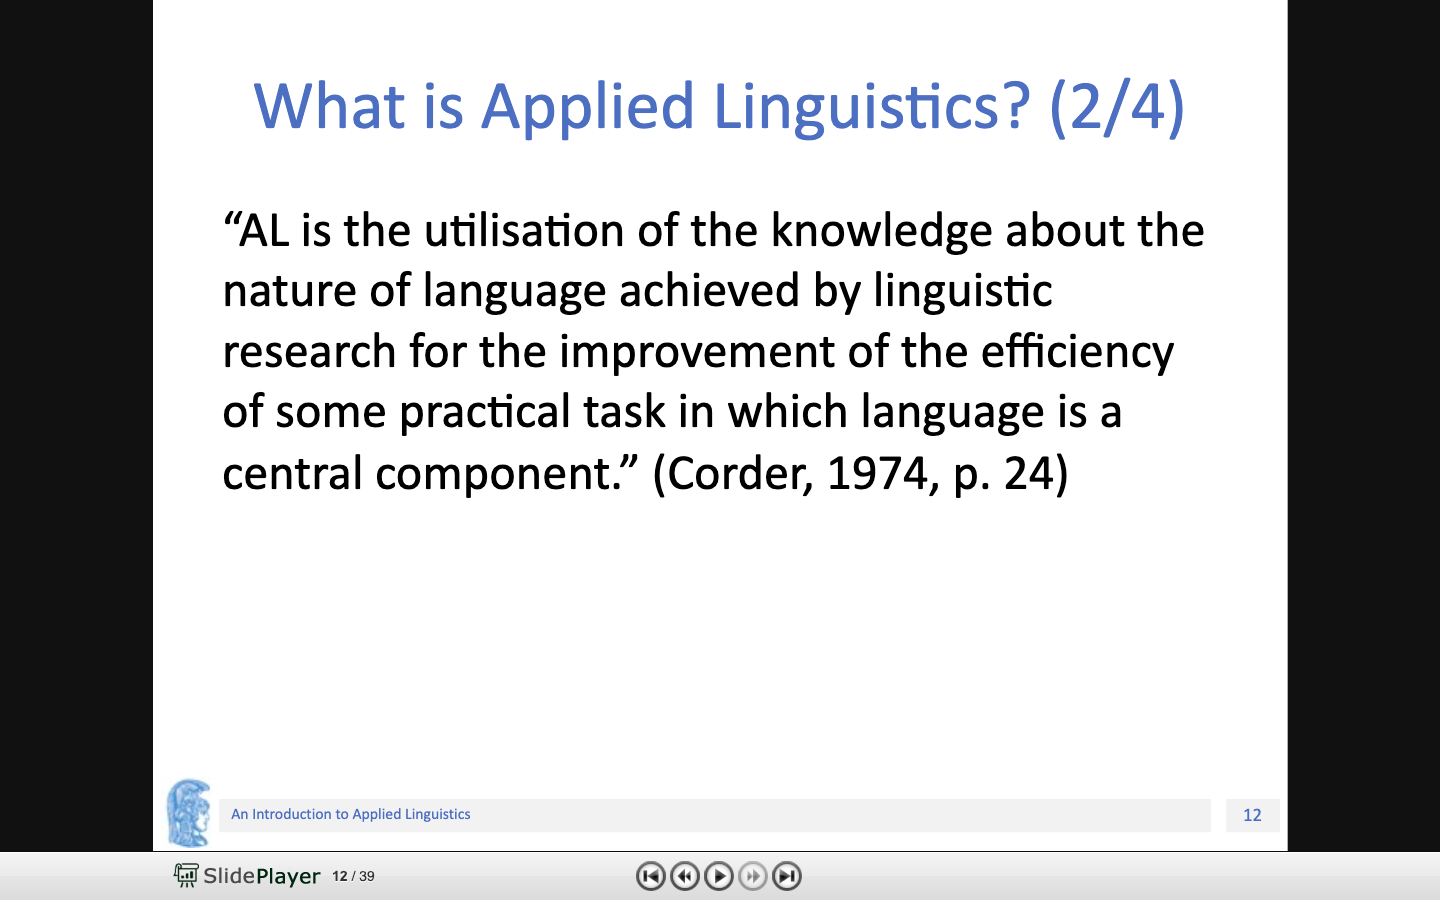 What is Applied Linguistics? (2/4)
“AL is the utilisation of the knowledge about the
nature of language achieved by linguistic
research for the improvement of the efficiency
of some practical task in which language is a
central component.” (Corder, 1974, p. 24)
An Introduction to Applied Linguistics
12
SlidePlayer 12 / 39